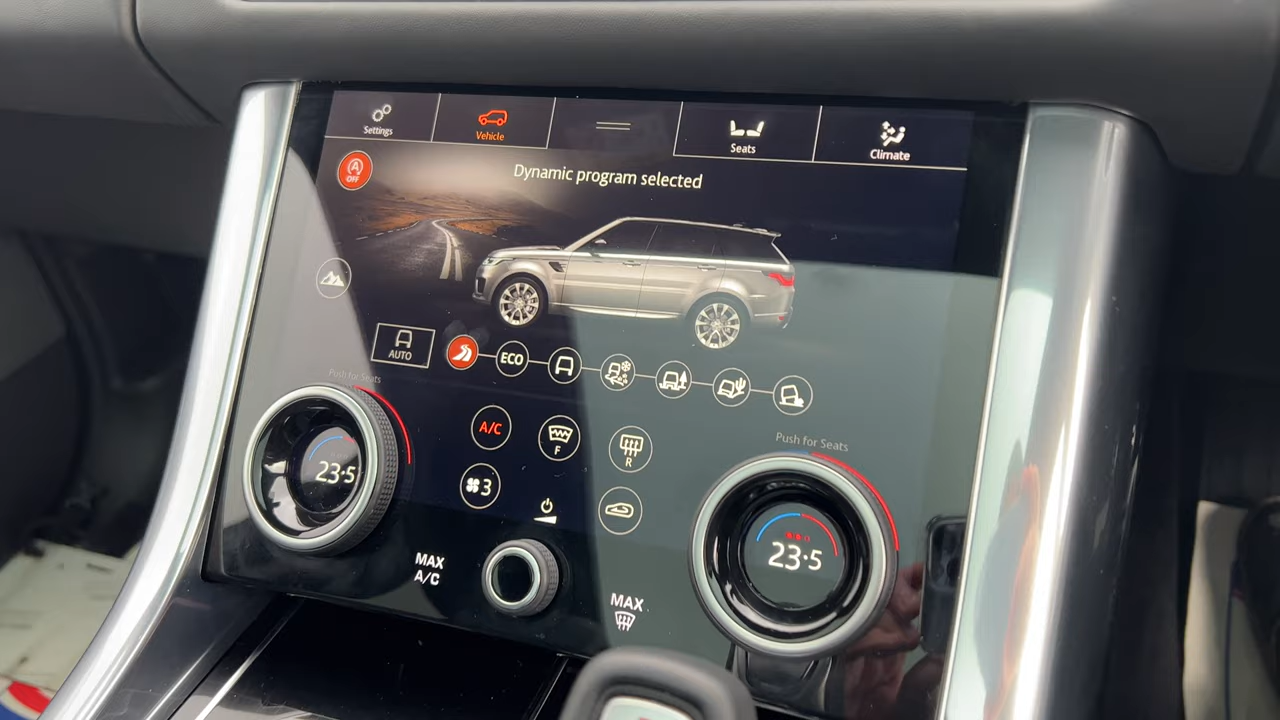 Settings
Vehicle
Seats
Climate
OFF
Dynamic program selected
AUTO
ECO
Push for Seats
Push for Seats
A/C
F
R
23·5
3
23·5
MAX
A/C
MAX